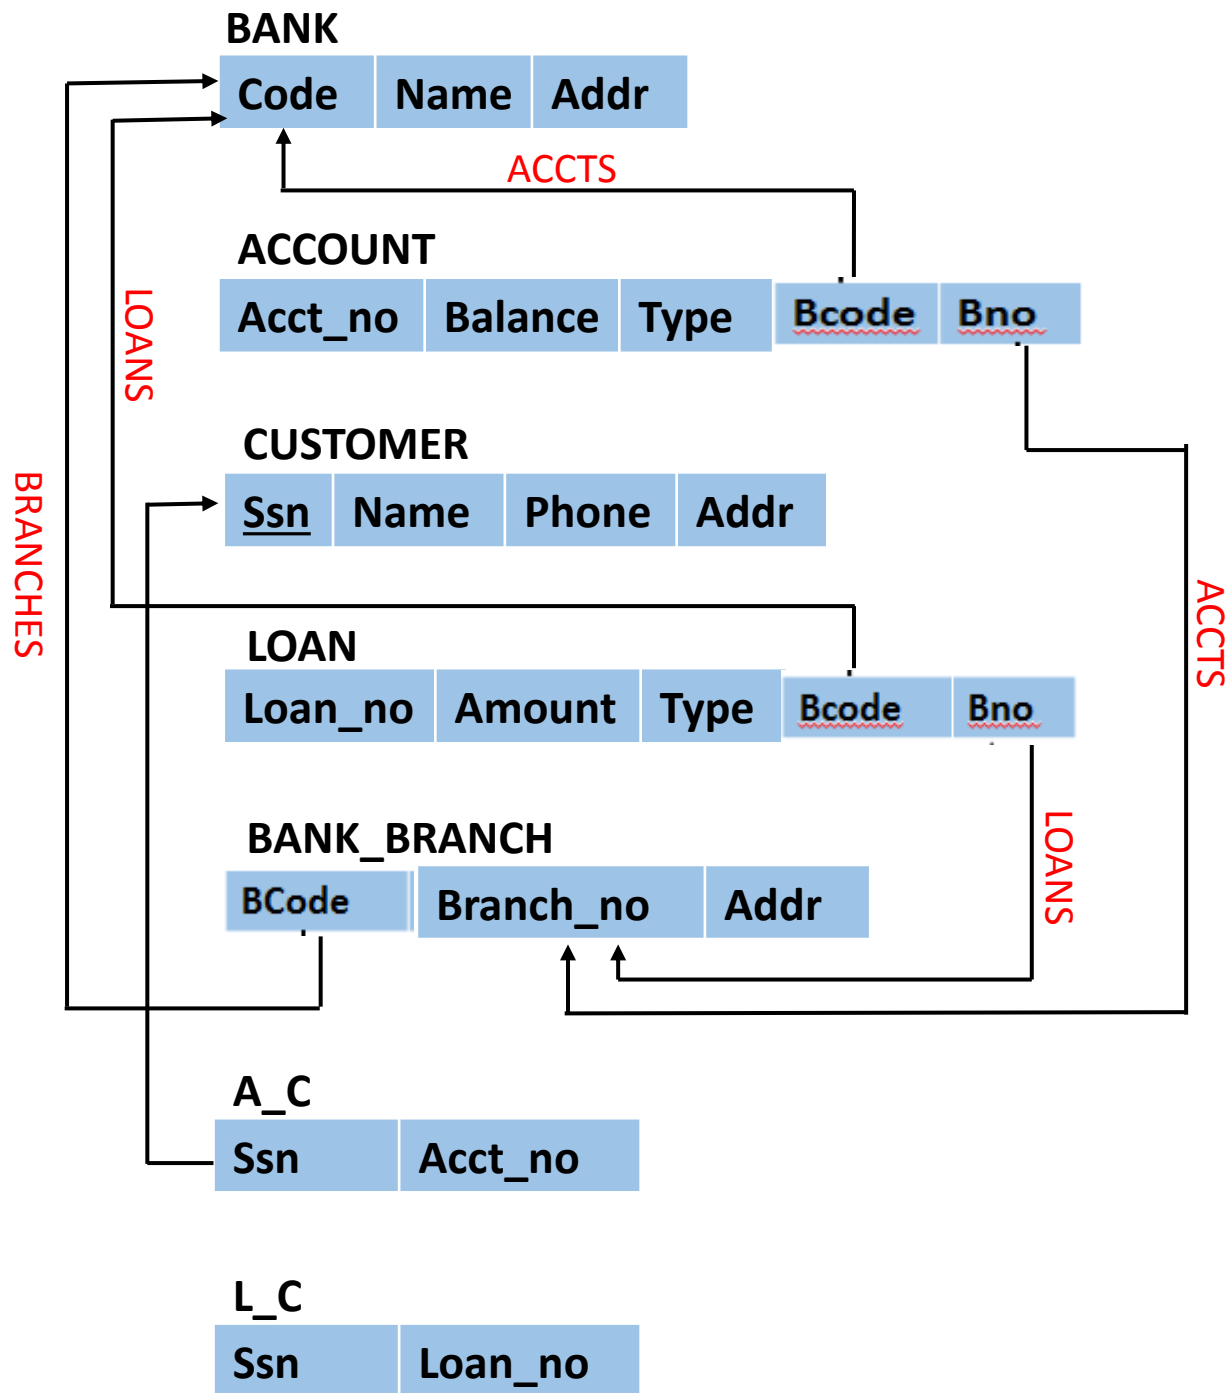 BANK
Code Name Addr
ACCTS
ACCOUNT
Acct_no Balance Type Bcode Bno
LOANS
CUSTOMER
Ssn Name Phone Addr
BRANCHES
ACCTS
LOAN
Loan_no Amount Type Bcode Bno
LOANS
BANK_BRANCH
BCode Branch_no Addr
A_C
Ssn Acct_no
L_C
Ssn Loan_no